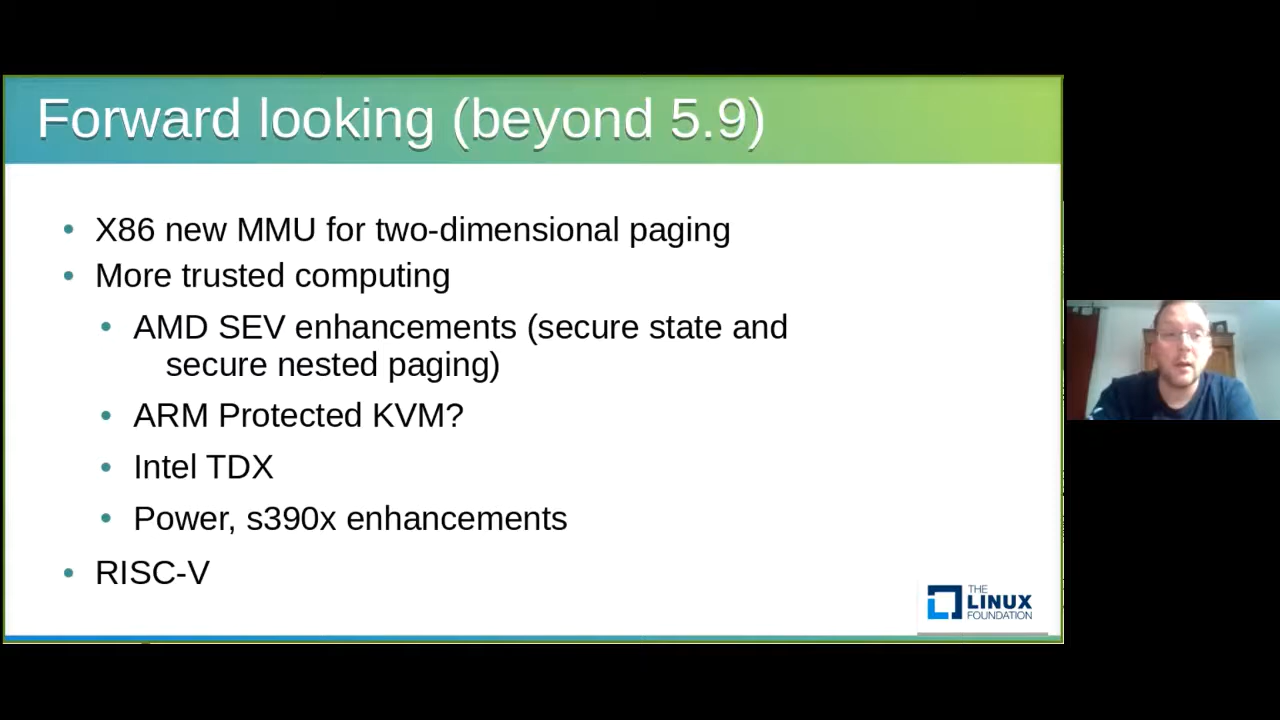 Forward looking (beyond 5.9)
X86 new MMU for two-dimensional paging
More trusted computing
AMD SEV enhancements (secure state and
secure nested paging)
ARM Protected KVM?
Intel TDX
Power, s390x enhancements
RISC-V
THE
LINUX
FOUNDATION